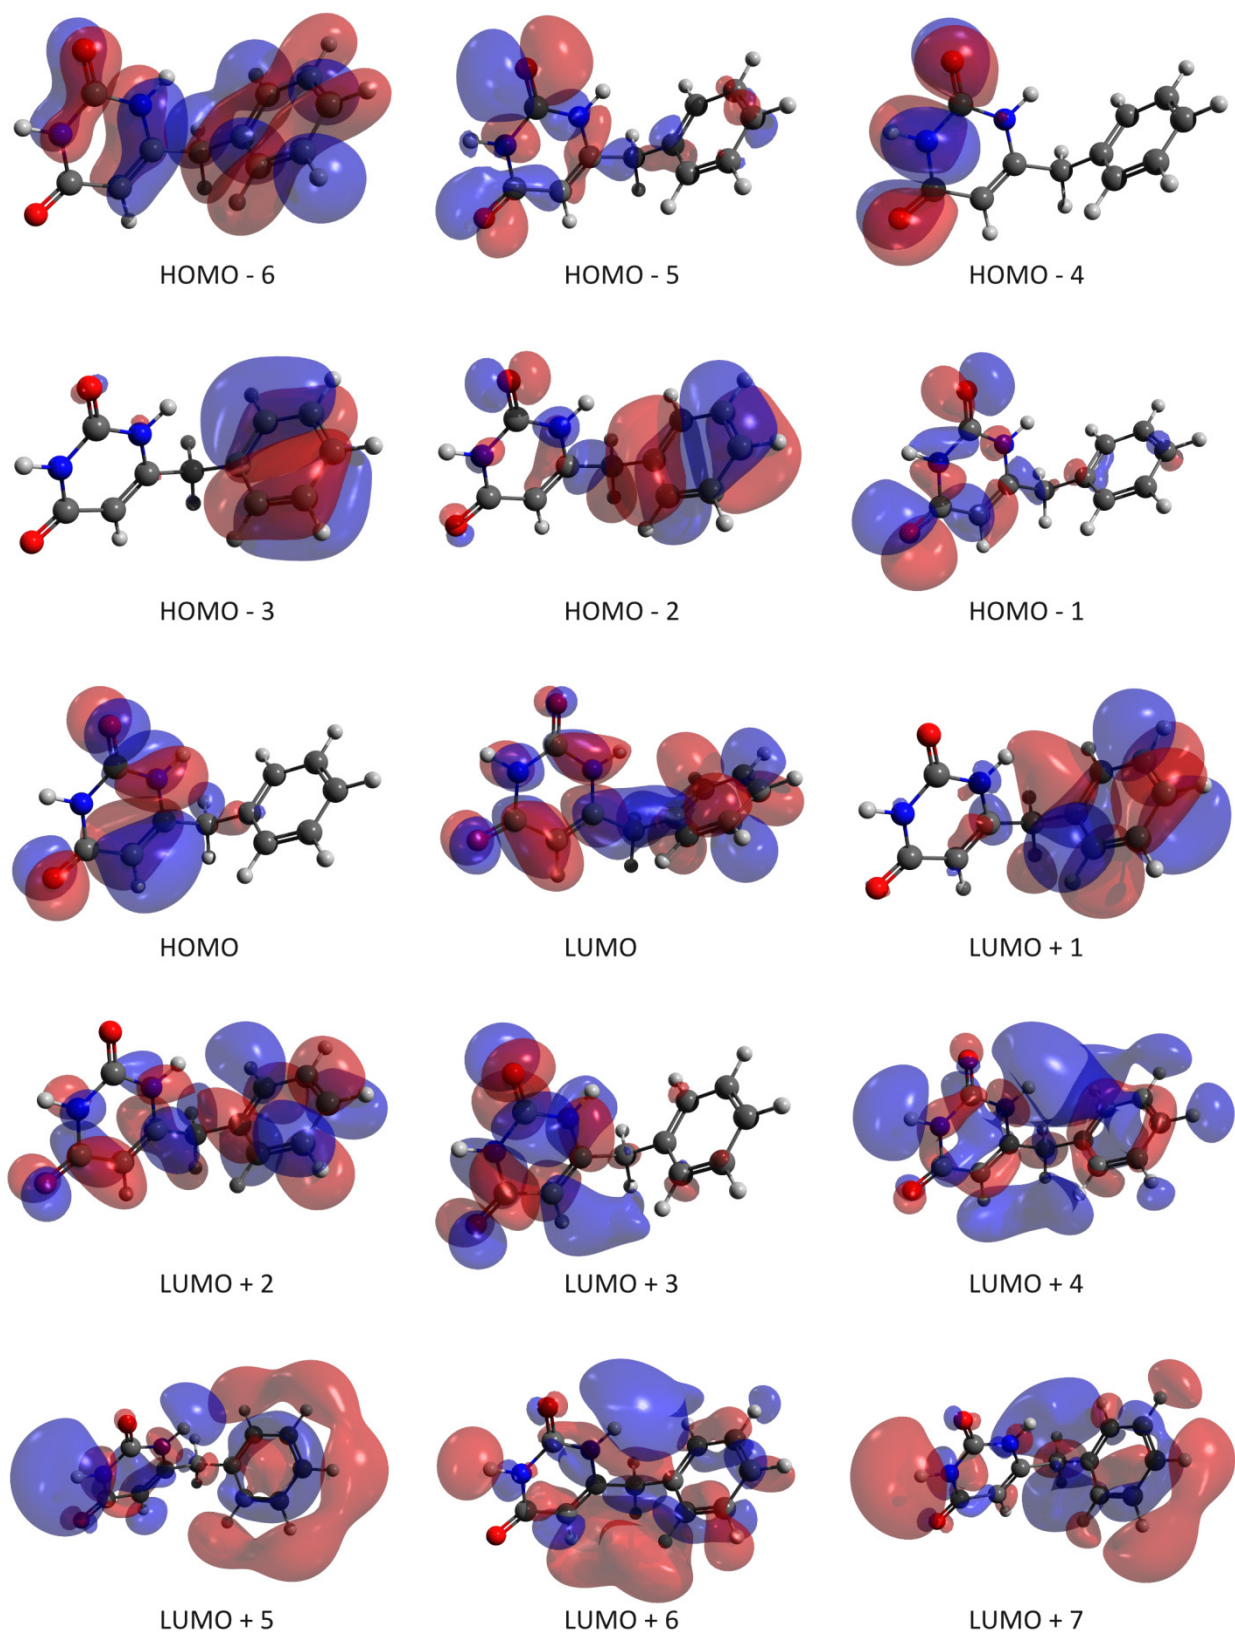 HOMO - 6
HOMO - 5
HOMO - 4
HOMO - 3
HOMO - 2
HOMO - 1
HOMO
LUMO
LUMO + 1
LUMO + 2
LUMO + 3
LUMO + 4
LUMO + 5
LUMO + 6
LUMO + 7